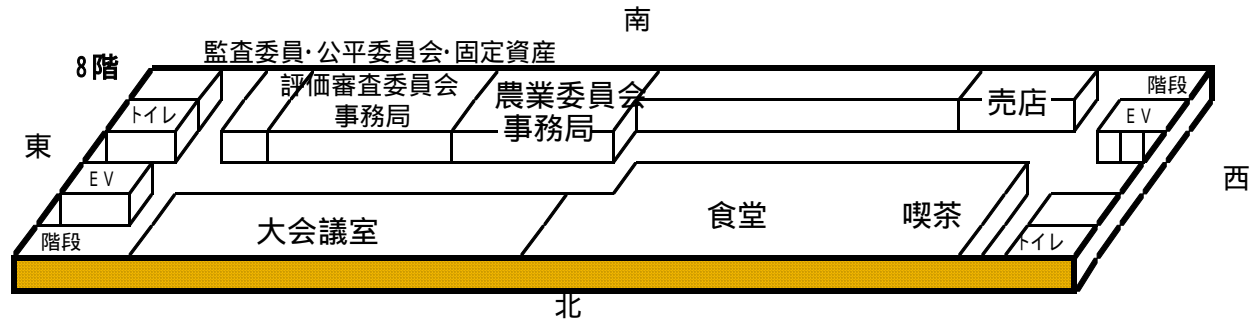 南
8階
監査委員・公平委員会・固定資産
評価審査委員会
事務局
農業委員会
事務局
売店
階段
EV
トイレ
東
EV
西
階段
大会議室
食堂
喫茶
トイレ
北